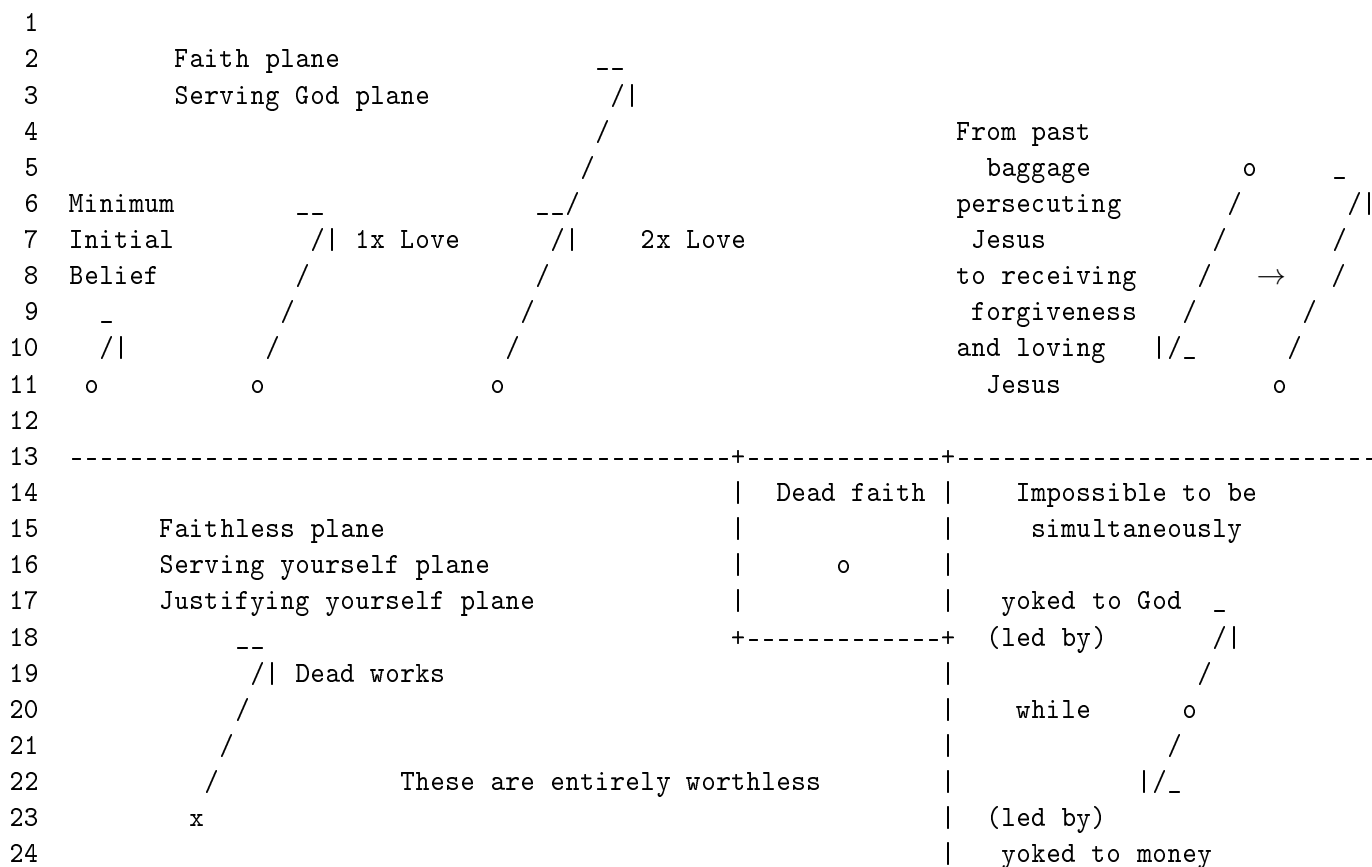 1
2 Faith plane __
3 Serving God plane /|
4 / From past
5 / baggage o _
6 Minimum __ __/ persecuting / /|
7 Initial /| 1x Love /| 2x Love Jesus / /
8 Belief / / to receiving / → /
9 _ / / forgiveness / /
10 /| / / and loving |/_ /
11 o o o Jesus o
12
13 --------------------------------------------+-------------+----------------------------
14 | Dead faith | Impossible to be
15 Faithless plane | | simultaneously
16 Serving yourself plane | o |
17 Justifying yourself plane | | yoked to God _
18 __ +-------------+ (led by) /|
19 /| Dead works | /
20 / | while o
21 / | /
22 / These are entirely worthless | |/_
23 x | (led by)
24 | yoked to money